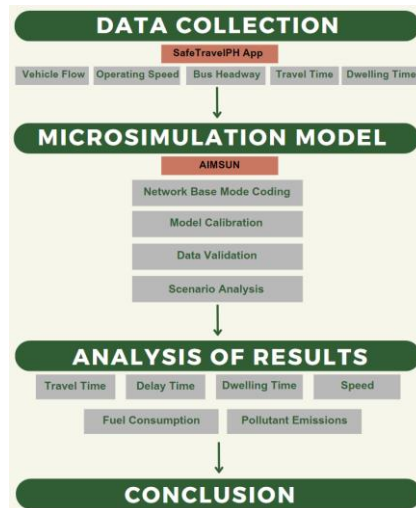 DATA COLLECTION
SafeTravelPH App
Vehicle Flow Operating Speed Bus Headway Travel Time Dwelling Time
MICROSIMULATION MODEL
AIMSUN
Network Base Mode Coding
Model Calibration
Data Validation
Scenario Analysis
ANALYSIS OF RESULTS
Travel Time Delay Time Dwelling Time Speed
Fuel Consumption Pollutant Emissions
CONCLUSION